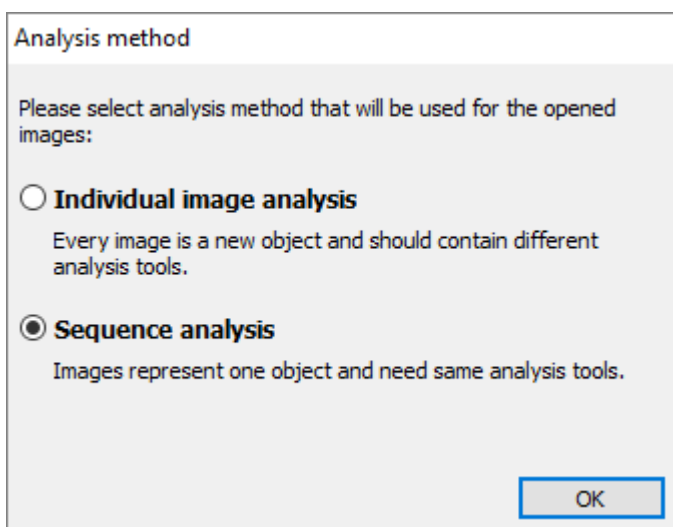 Analysis method
Please select analysis method that will be used for the opened
images:
Individual image analysis
Every image is a new object and should contain different
analysis tools.
Sequence analysis
Images represent one object and need same analysis tools.
OK